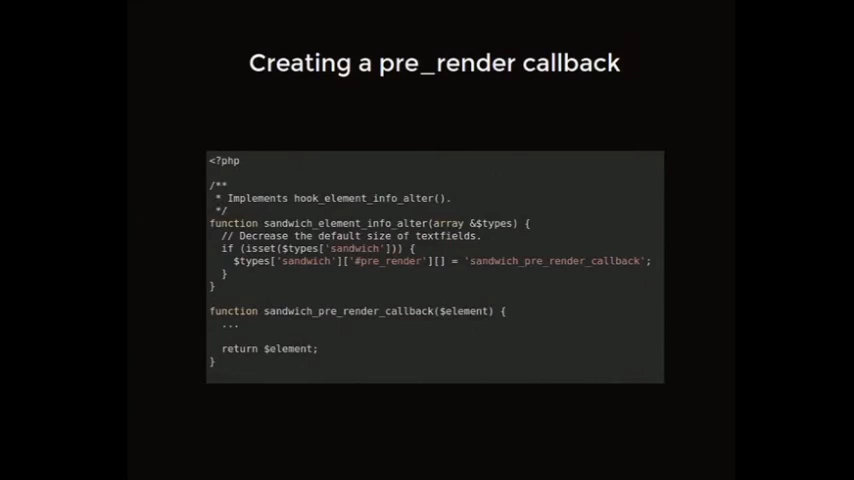 Creating a pre_render callback
<?php
/**
 * Implements hook_element_info_alter().
 */
function sandwich_element_info_alter(array &$types) {
  // Decrease the default size of textfields.
  if (isset($types['sandwich'])) {
    $types['sandwich']['#pre_render'][] = 'sandwich_pre_render_callback';
  }
}
function sandwich_pre_render_callback($element) {
  ...
  return $element;
}